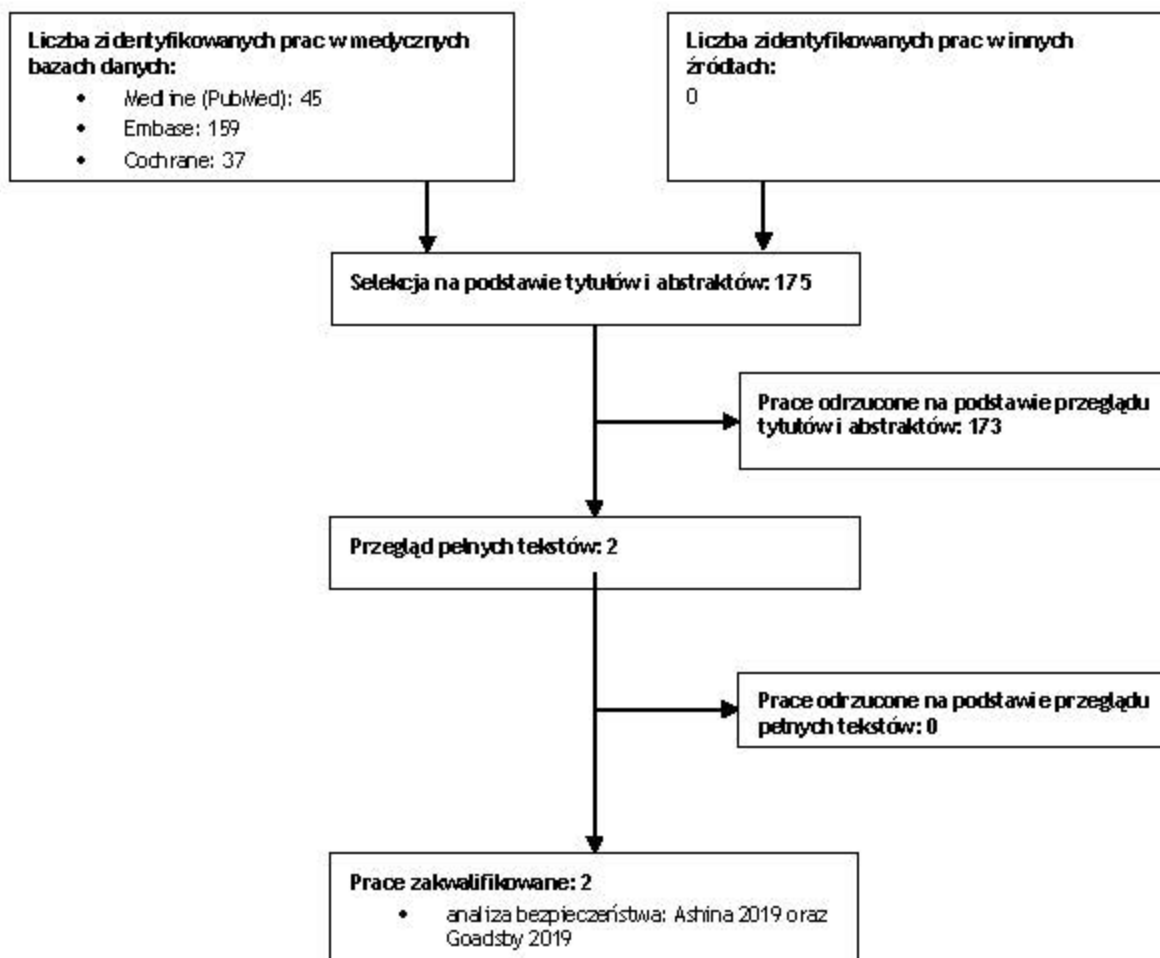 Liczba zidentyfikowanych prac w medycznych
bazach danych:
• Medline (PubMed): 45
• Embase: 159
• Cochrane: 37
Liczba zidentyfikowanych prac w innych
źródłach:
0
Selekcja na podstawie tytułów i abstraktów: 175
Prace odrzucone na podstawie przeglądu
tytułów i abstraktów: 173
Przegląd pełnych tekstów: 2
Prace odrzucone na podstawie przeglądu
pełnych tekstów: 0
Prace zakwalifikowane: 2
• analiza bezpieczeństwa: Ashina 2019 oraz
Goadsby 2019